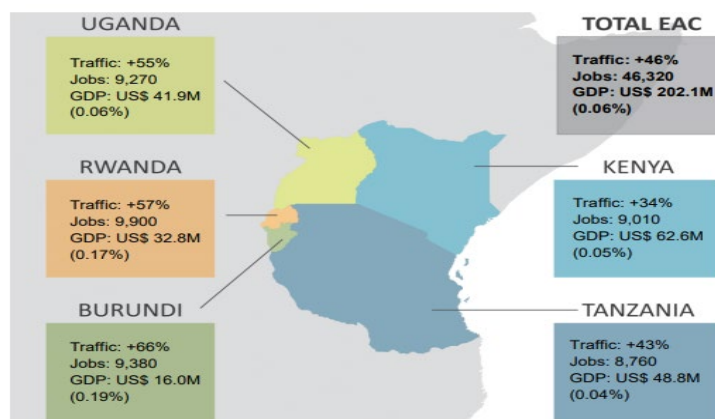 UGANDA
Traffic: +55%
Jobs: 9,270
GDP: US$ 41.9M
(0.06%)
TOTAL EAC
Traffic: +46%
Jobs: 46,320
GDP: US$ 202.1M
(0.06%)
RWANDA
Traffic: +57%
Jobs: 9,900
GDP: US$ 32.8M
(0.17%)
KENYA
Traffic: +34%
Jobs: 9,010
GDP: US$ 62.6M
(0.05%)
BURUNDI
Traffic: +66%
Jobs: 9,380
GDP: US$ 16.0M
(0.19%)
TANZANIA
Traffic: +43%
Jobs: 8,760
GDP: US$ 48.8M
(0.04%)